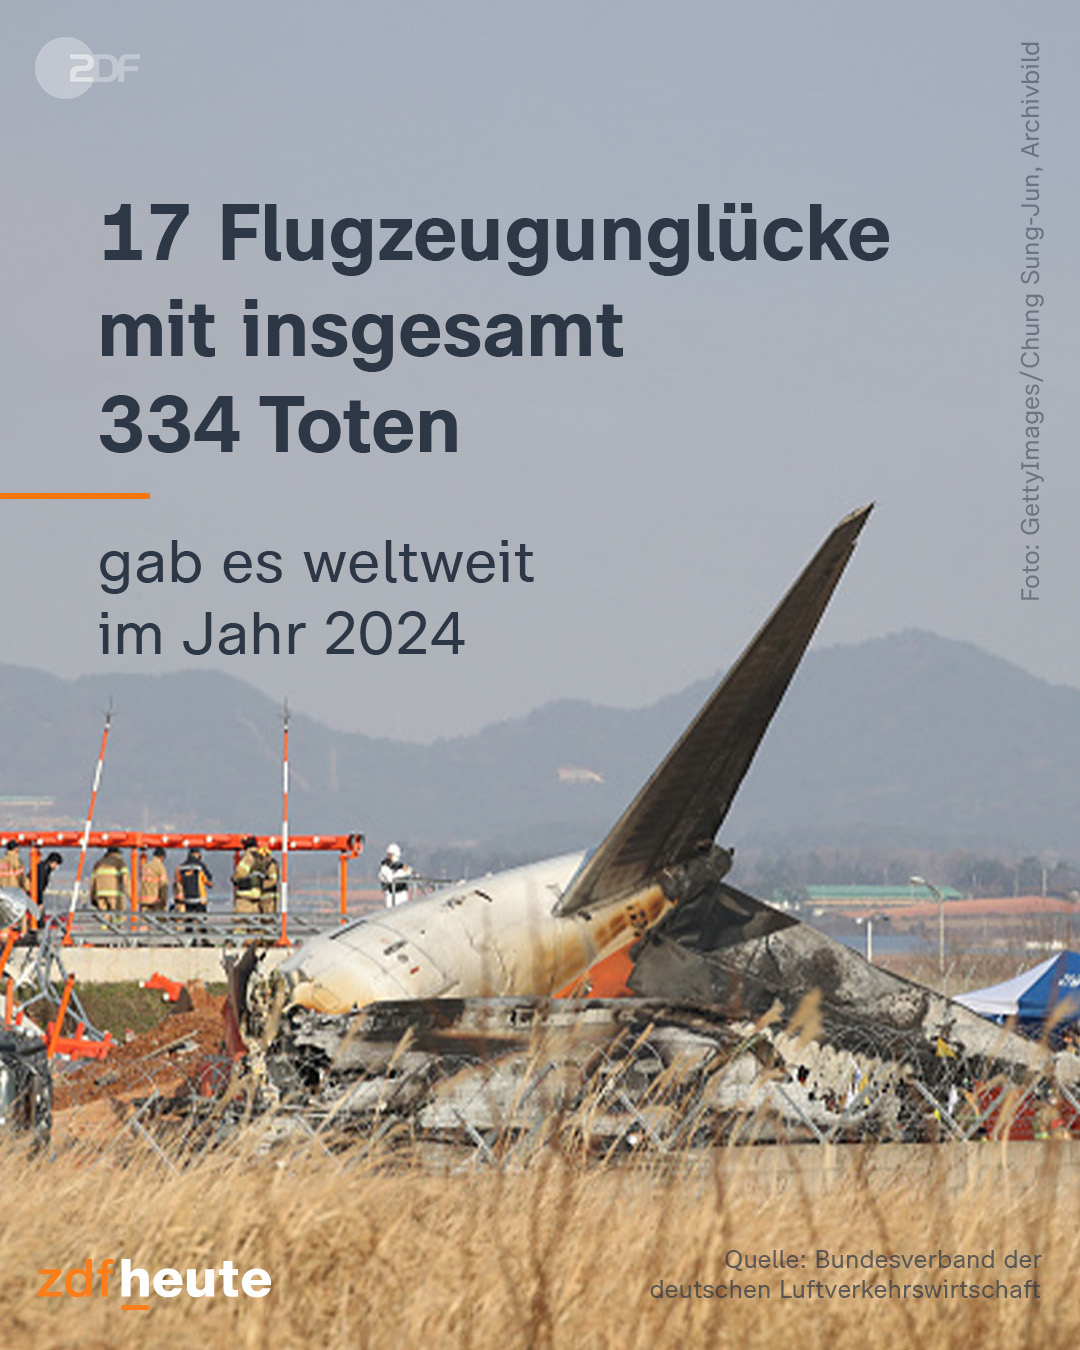 ZDF
17 Flugzeugunglücke
mit insgesamt
334 Toten
gab es weltweit
im Jahr 2024
Foto: GettyImages/Chung Sung-Jun, Archivbild
zdfheute
Quelle: Bundesverband der
deutschen Luftverkehrswirtschaft